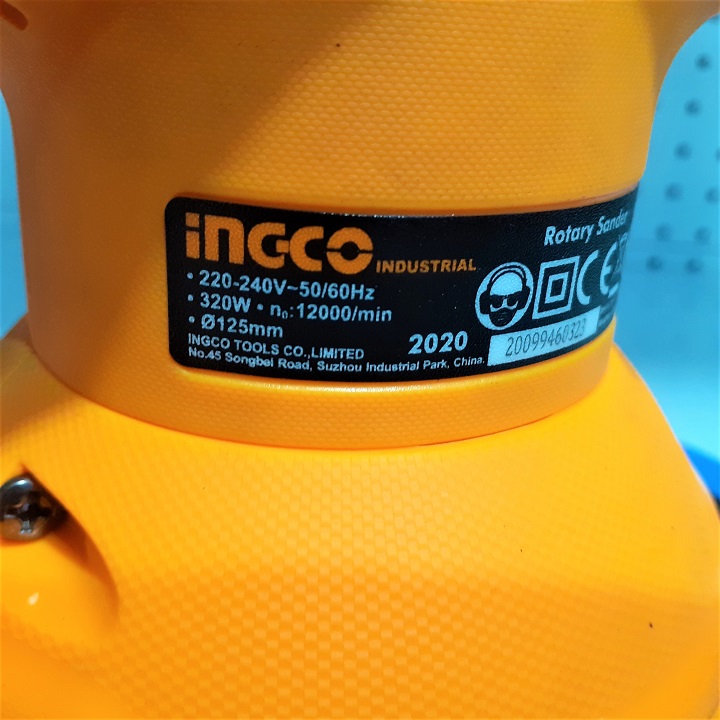 iNGCO INDUSTRIAL
Rotary Sander
• 220-240V~50/60Hz
• 320W • n₀:12000/min
• Ø125mm
CE
INGCO TOOLS CO.,LIMITED
No.45 Songbei Road, Suzhou Industrial Park, China.
2020
20099460323